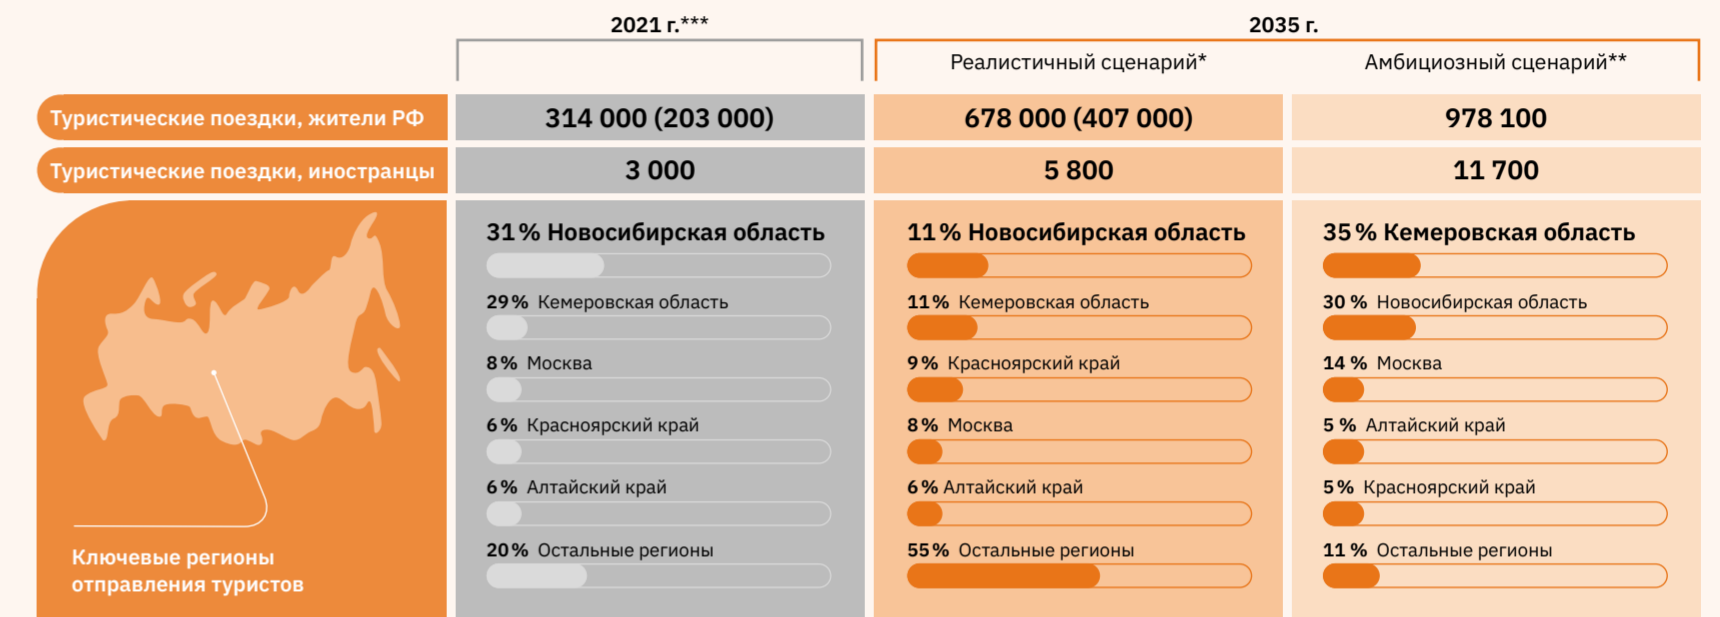 2021 г.***
2035 г.
Реалистичный сценарий*
Амбициозный сценарий**
Туристические поездки, жители РФ
314 000 (203 000)
678 000 (407 000)
978 100
Туристические поездки, иностранцы
3 000
5 800
11 700
Ключевые регионы
отправления туристов
31% Новосибирская область
29% Кемеровская область
8% Москва
6% Красноярский край
6% Алтайский край
20% Остальные регионы
11% Новосибирская область
11% Кемеровская область
9% Красноярский край
8% Москва
6% Алтайский край
55% Остальные регионы
35% Кемеровская область
30 % Новосибирская область
14 % Москва
5 % Алтайский край
5% Красноярский край
11 % Остальные регионы